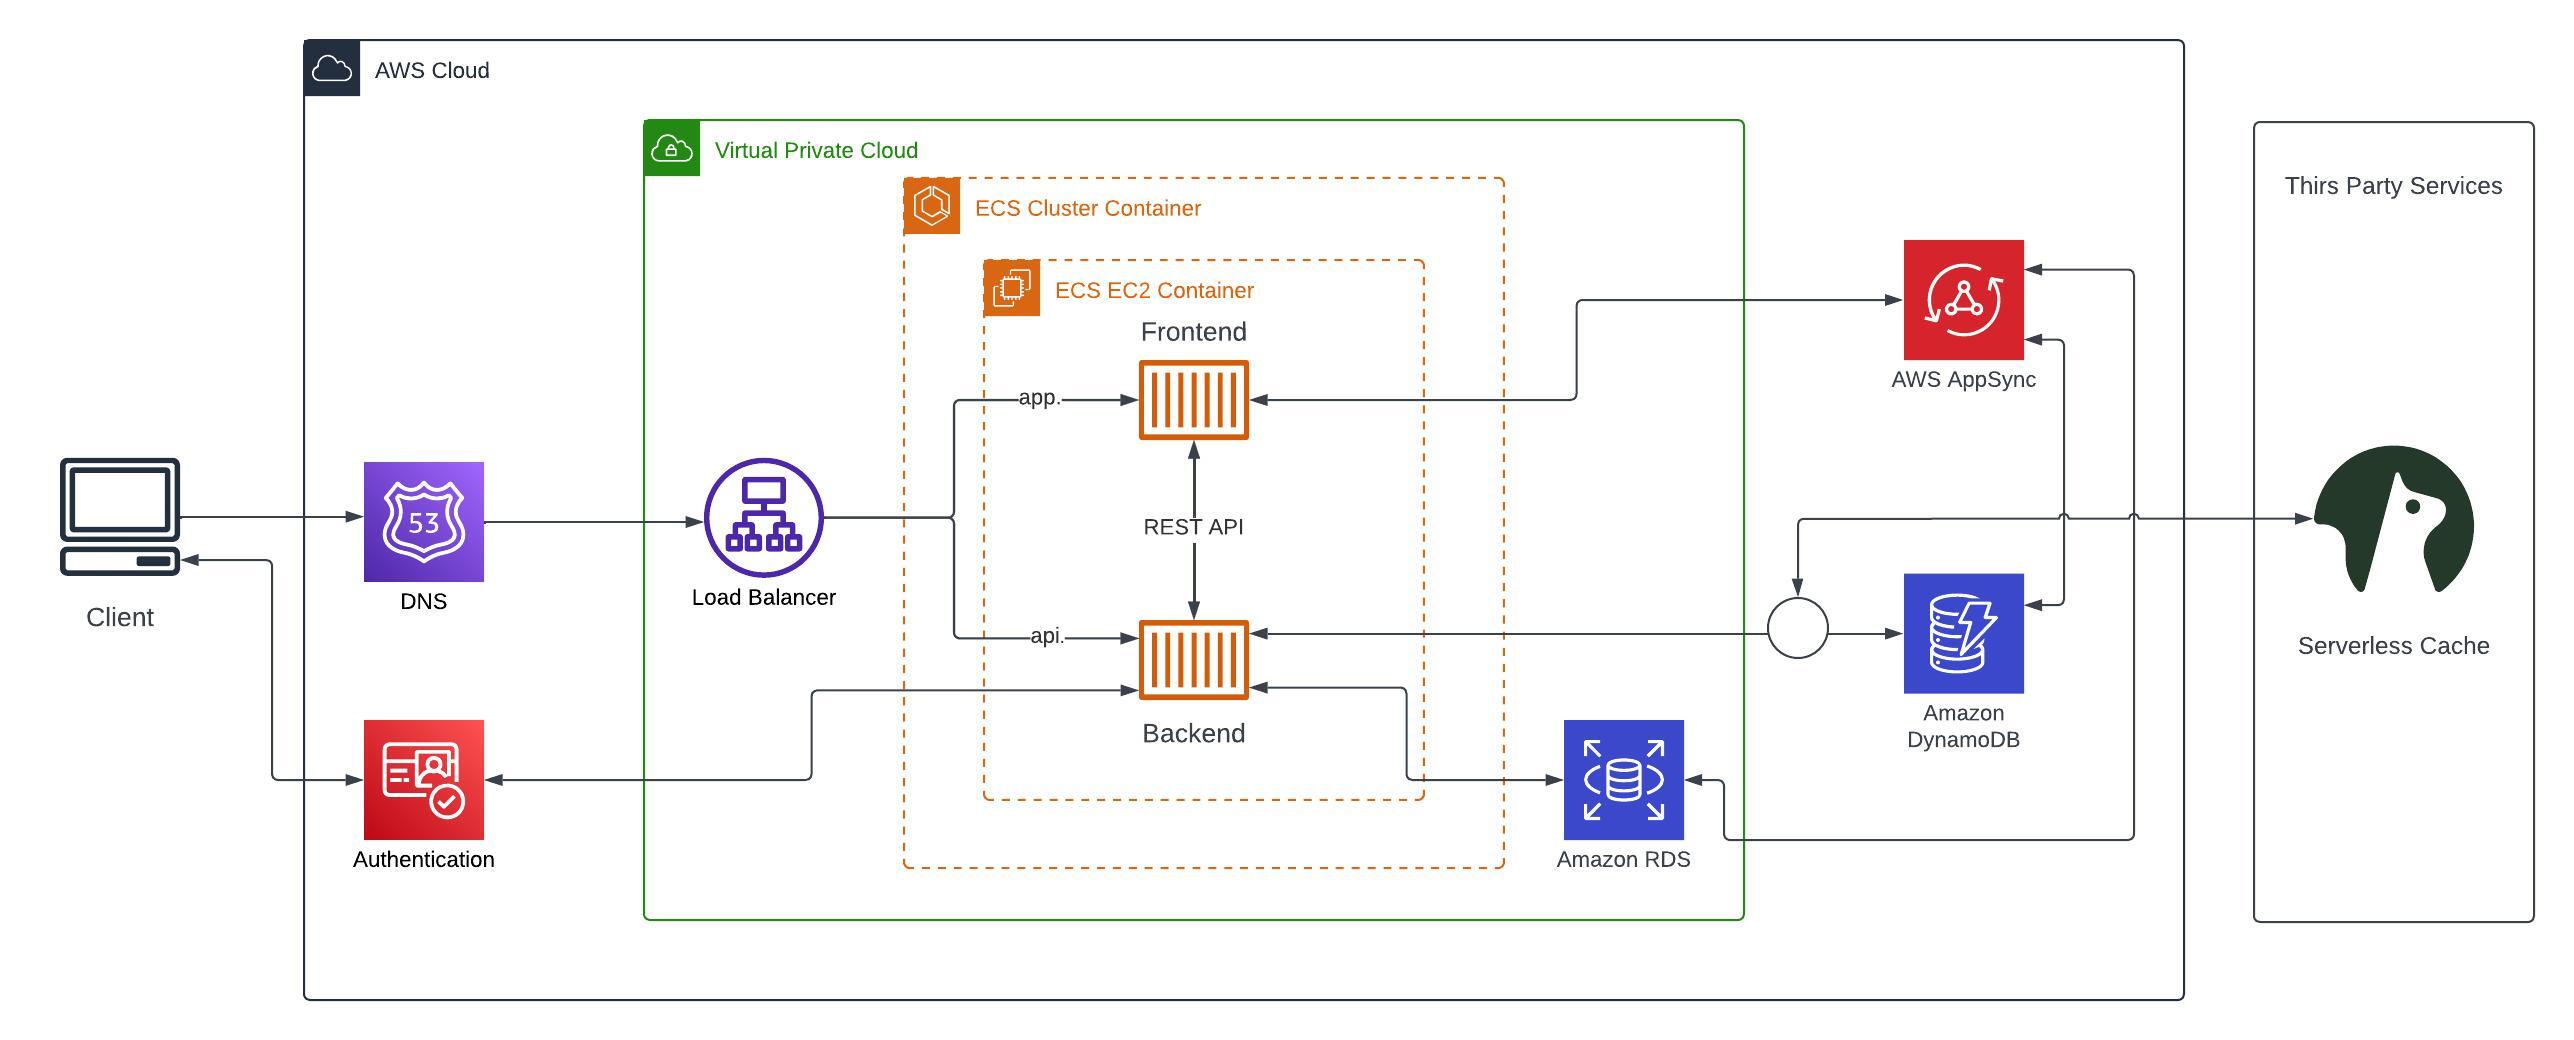 AWS Cloud
Virtual Private Cloud
ECS Cluster Container
Thirs Party Services
ECS EC2 Container
Frontend
AWS AppSync
app.
53
REST API
DNS
Load Balancer
Client
api.
Serverless Cache
Backend
Amazon
DynamoDB
Authentication
Amazon RDS